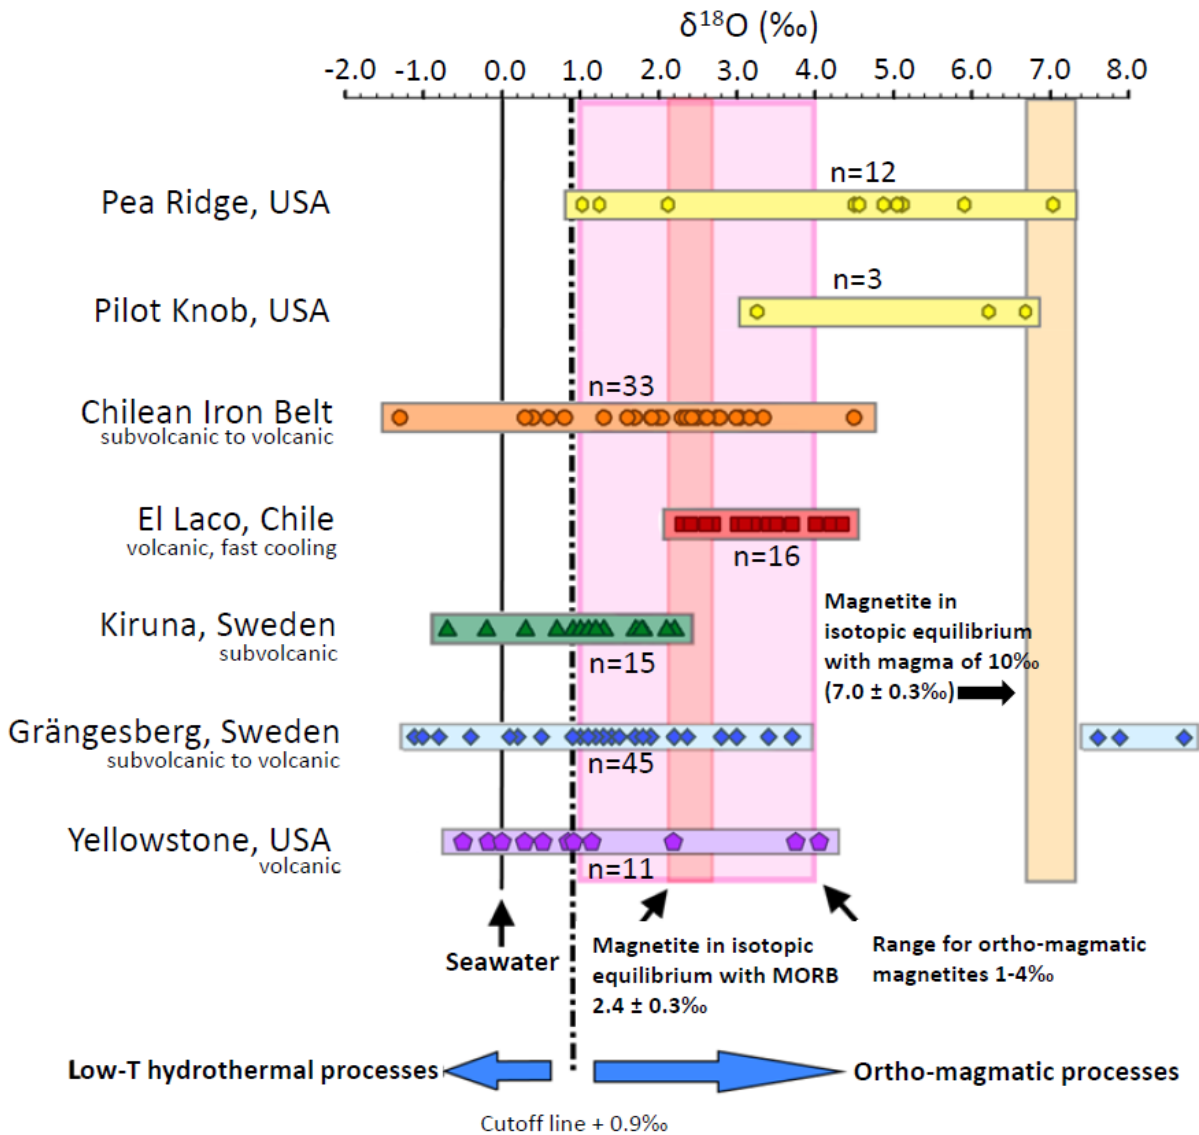 δ¹⁸O (‰)
-2.0 -1.0 0.0 1.0 2.0 3.0 4.0 5.0 6.0 7.0 8.0
n=12
Pea Ridge, USA
n=3
Pilot Knob, USA
n=33
Chilean Iron Belt
subvolcanic to volcanic
El Laco, Chile
volcanic, fast cooling
n=16
Kiruna, Sweden
subvolcanic
n=15
Magnetite in
isotopic equilibrium
with magma of 10‰
(7.0 ± 0.3‰)
Grängesberg, Sweden
subvolcanic to volcanic
n=45
Yellowstone, USA
volcanic
n=11
Seawater
Magnetite in isotopic
equilibrium with MORB
2.4 ± 0.3‰
Range for ortho-magmatic
magnetites 1-4‰
Low-T hydrothermal processes
Ortho-magmatic processes
Cutoff line + 0.9‰